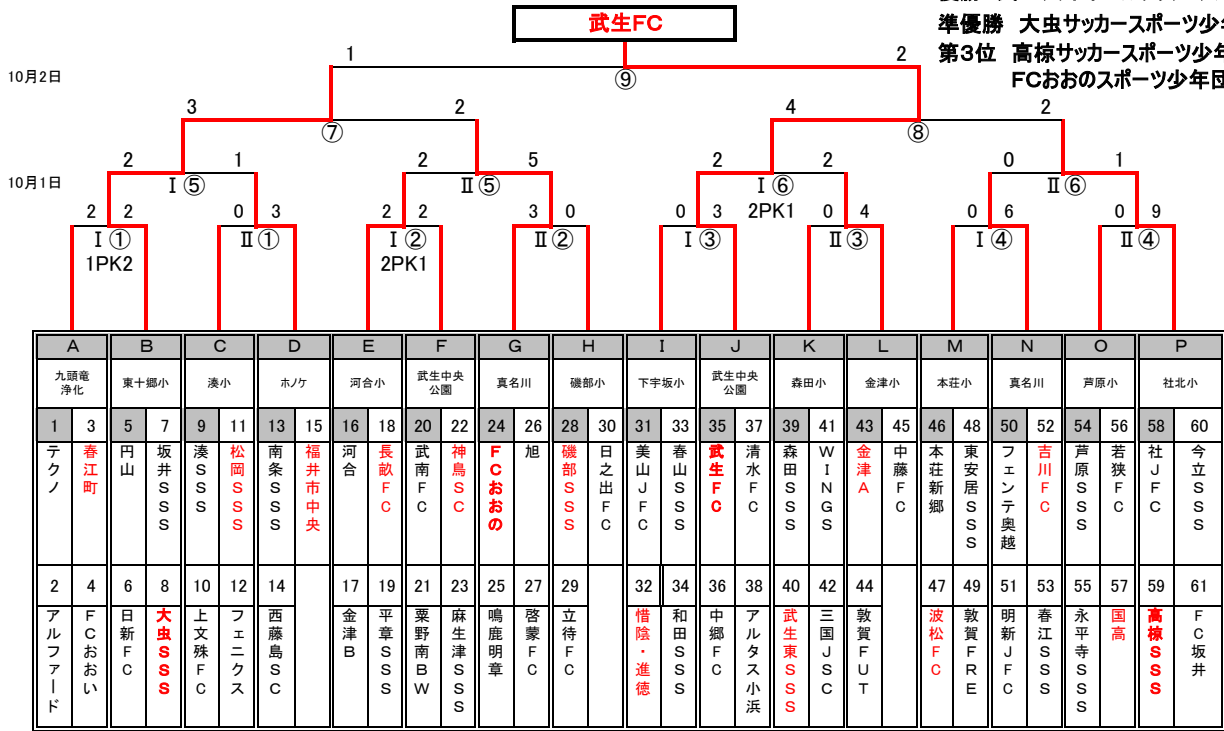 武生FC
準優勝 大虫サッカースポーツ少年
第3位 高椋サッカースポーツ少年
FCおおのスポーツ少年団
10月2日
1 2
⑨
3 2 4 2
⑦ ⑧
10月1日
2 1 2 5 2 2 0 1
Ⅰ⑤ Ⅱ⑤ Ⅰ⑥ Ⅱ⑥
2PK1
2 2 0 3 2 2 3 0 0 3 0 4 0 6 0 9
Ⅰ① Ⅱ① Ⅰ② Ⅱ② Ⅰ③ Ⅱ③ Ⅰ④ Ⅱ④
1PK2 2PK1
A B C D E F G H I J K L M N O P
九頭竜浄化 東十郷小 湊小 ホノケ 河合小 武生中央公園 真名川 磯部小 下宇坂小 武生中央公園 森田小 金津小 本荘小 真名川 芦原小 社北小
1 3 5 7 9 11 13 15 16 18 20 22 24 26 28 30 31 33 35 37 39 41 43 45 46 48 50 52 54 56 58 60
テクノ
春江町
円山
坂井SSS
湊SSS
松岡SSS
南条SSS
福井市中央
河合
長畝FC
武南FC
神鳥SC
FCおおの
旭
磯部SSS
日之出FC
美山JFC
春山SSS
武生FC
清水FC
森田SSS
WINGS
金津A
中藤FC
本荘新郷
東安居SSS
フェンテ奥越
吉川FC
芦原SSS
若狭FC
社JFC
今立SSS
2 4 6 8 10 12 14 17 19 21 23 25 27 29 32 34 36 38 40 42 44 47 49 51 53 55 57 59 61
アルファード
FCおおい
日新FC
大虫SSS
上文殊FC
フェニクス
西藤島SC
金津B
平章SSS
粟野南BW
麻生津SSS
鳴鹿明章
啓蒙FC
立待FC
惜陰・進徳
和田SSS
中郷FC
アルタス小浜
武生東SSS
三国JSC
敦賀FUT
波松FC
敦賀FRE
明新JFC
春江SSS
永平寺SSS
国高
高椋SSS
FC坂井